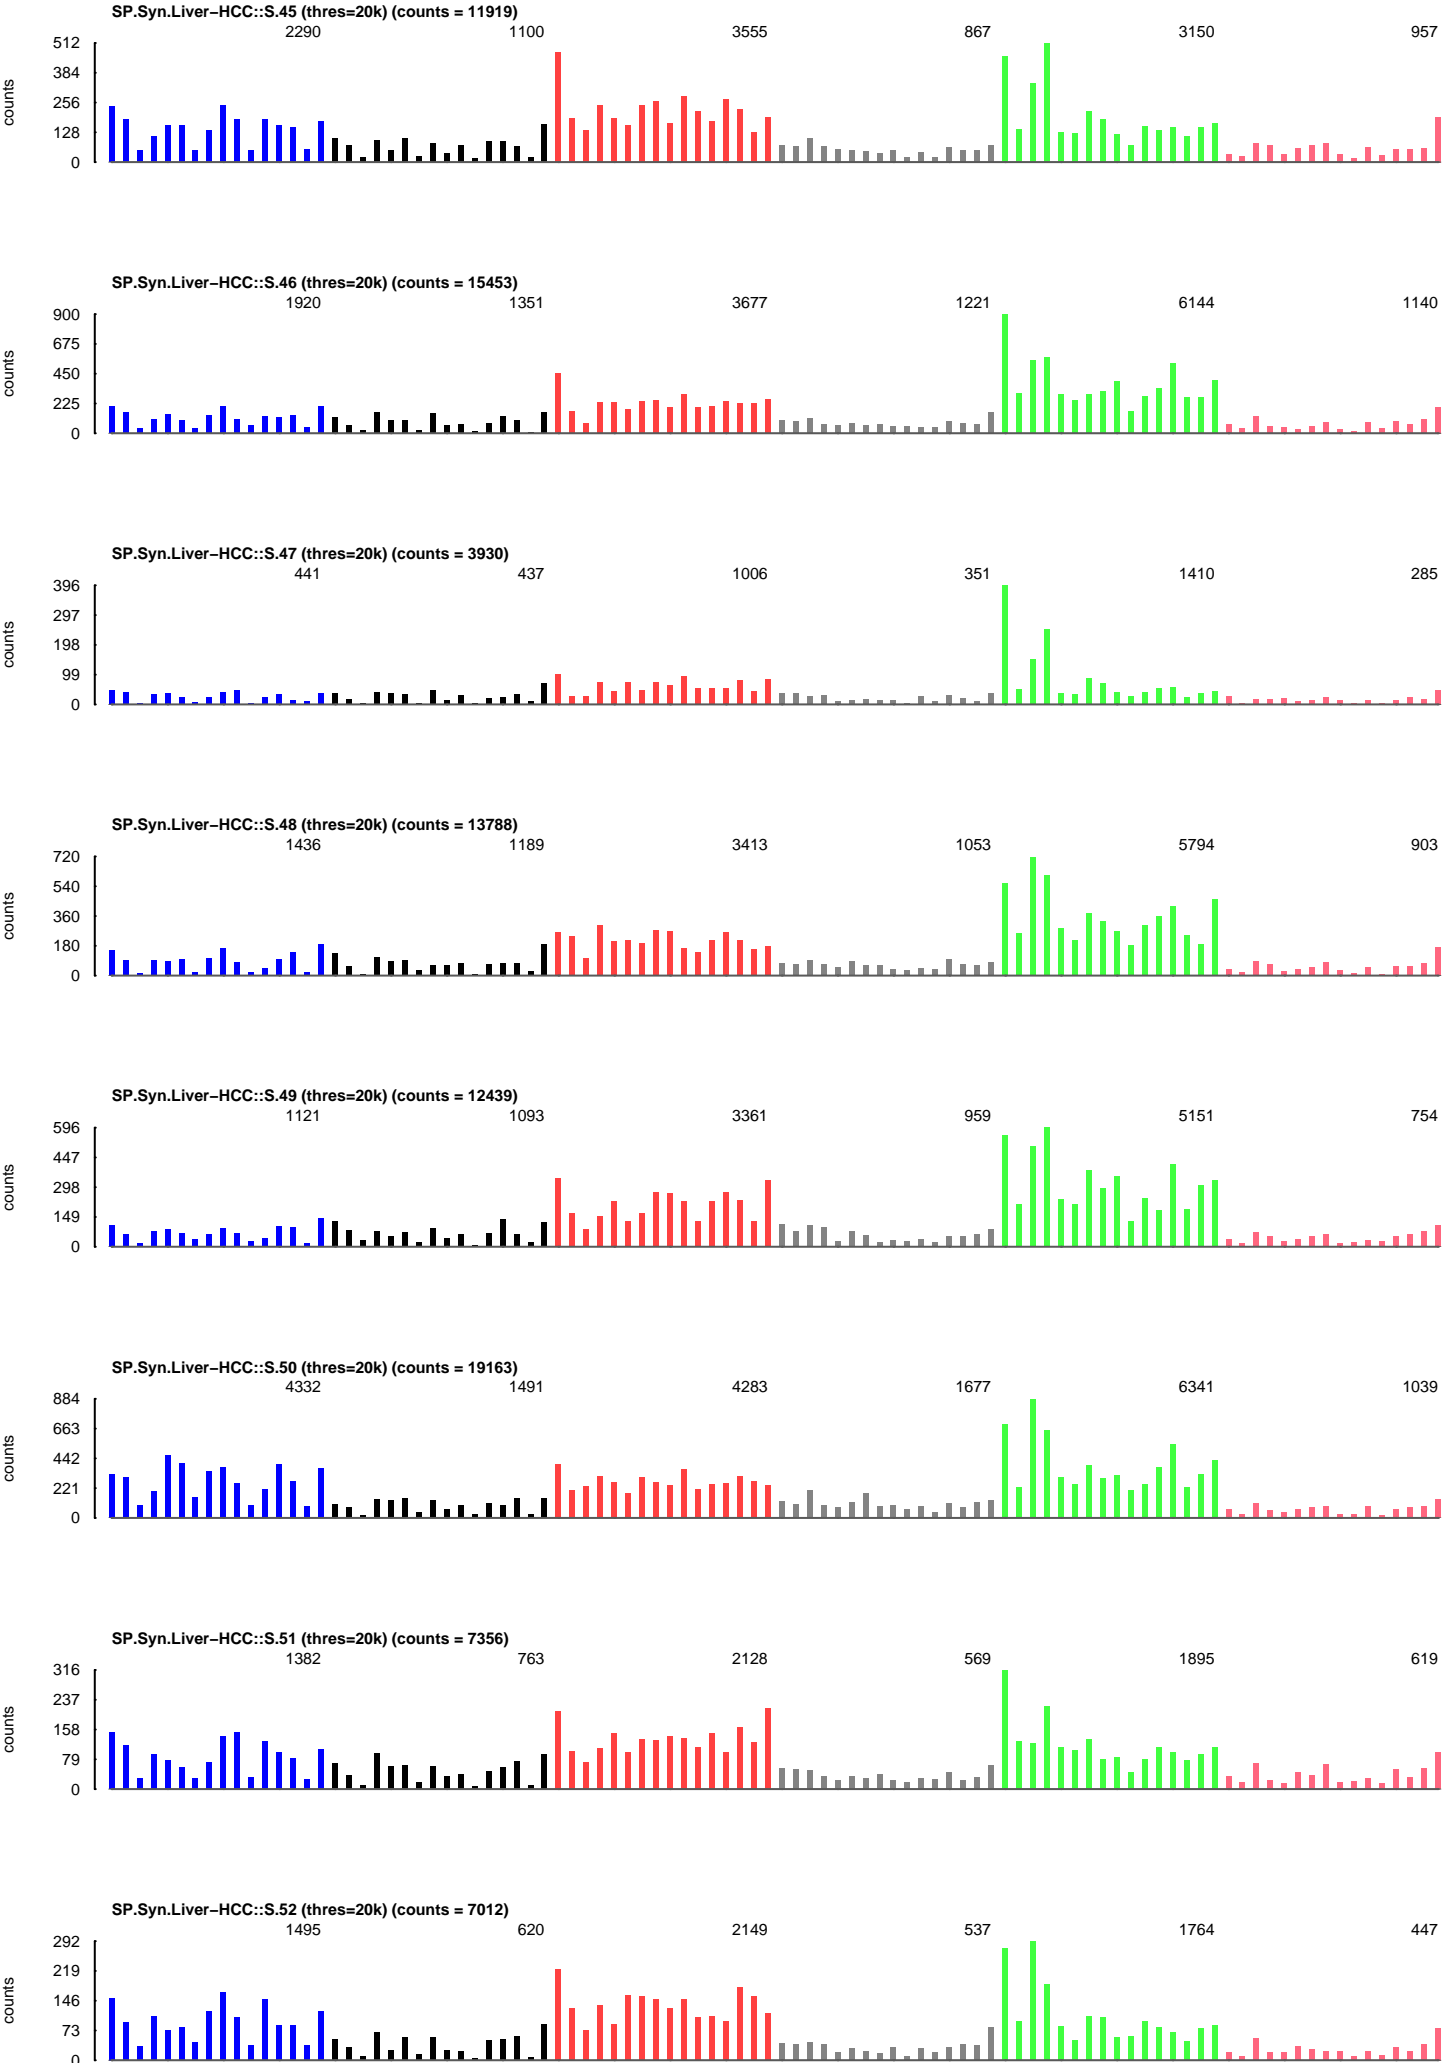 SP.Syn.Liver−HCC::S.45 (thres=20k) (counts = 11919)
2290 1100 3555 867 3150 957
512
384
256
128
0
counts
SP.Syn.Liver−HCC::S.46 (thres=20k) (counts = 15453)
1920 1351 3677 1221 6144 1140
900
675
450
225
0
counts
SP.Syn.Liver−HCC::S.47 (thres=20k) (counts = 3930)
441 437 1006 351 1410 285
396
297
198
99
0
counts
SP.Syn.Liver−HCC::S.48 (thres=20k) (counts = 13788)
1436 1189 3413 1053 5794 903
720
540
360
180
0
counts
SP.Syn.Liver−HCC::S.49 (thres=20k) (counts = 12439)
1121 1093 3361 959 5151 754
596
447
298
149
0
counts
SP.Syn.Liver−HCC::S.50 (thres=20k) (counts = 19163)
4332 1491 4283 1677 6341 1039
884
663
442
221
0
counts
SP.Syn.Liver−HCC::S.51 (thres=20k) (counts = 7356)
1382 763 2128 569 1895 619
316
237
158
79
0
counts
SP.Syn.Liver−HCC::S.52 (thres=20k) (counts = 7012)
1495 620 2149 537 1764 447
292
219
146
73
0
counts